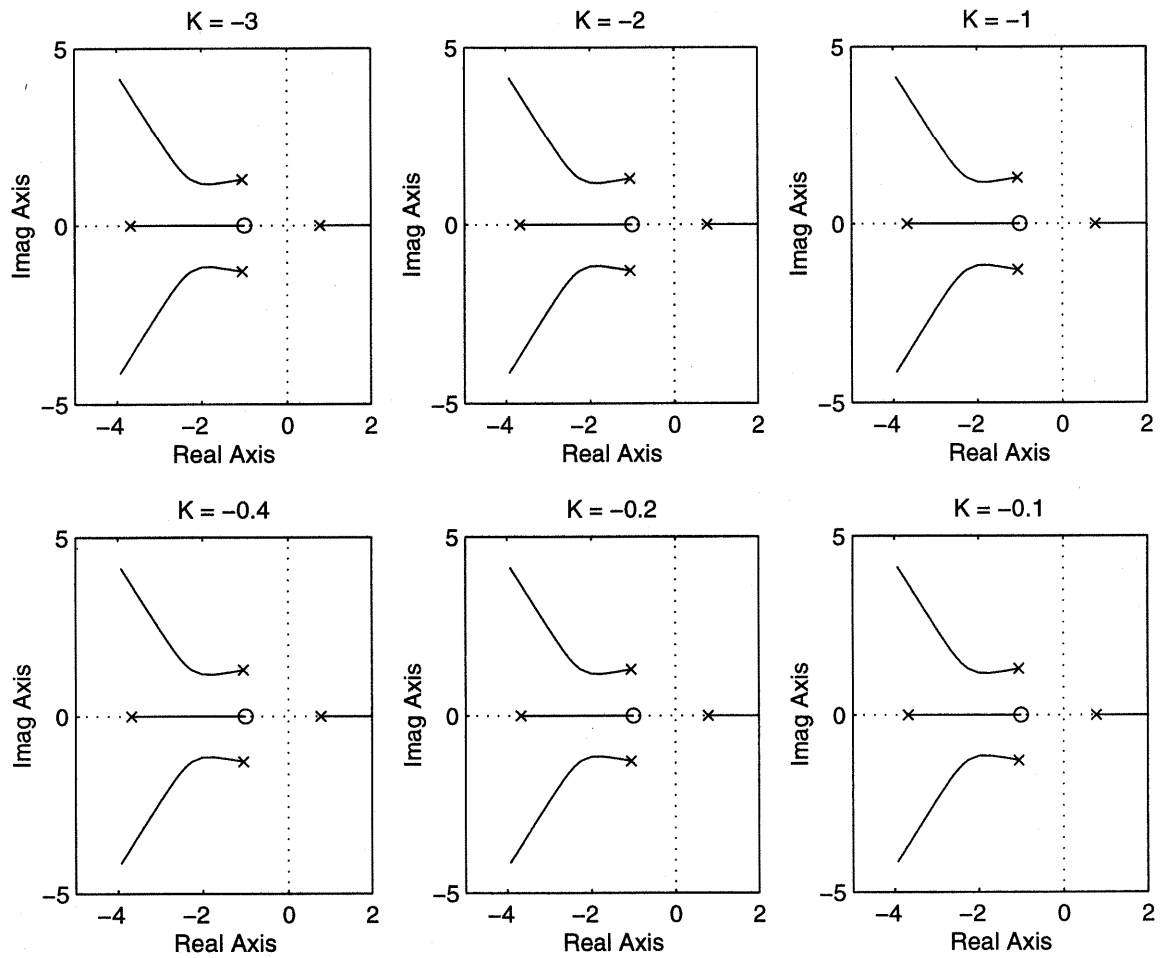 K = −3
5
0
−5
Imag Axis
−4 −2 0 2
Real Axis
K = −2
5
0
−5
Imag Axis
−4 −2 0 2
Real Axis
K = −1
5
0
−5
Imag Axis
−4 −2 0 2
Real Axis
K = −0.4
5
0
−5
Imag Axis
−4 −2 0 2
Real Axis
K = −0.2
5
0
−5
Imag Axis
−4 −2 0 2
Real Axis
K = −0.1
5
0
−5
Imag Axis
−4 −2 0 2
Real Axis